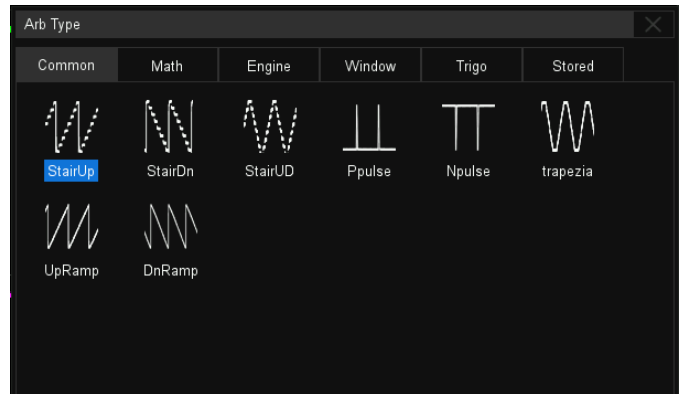 Arb Type
Common Math Engine Window Trigo Stored
StairUp StairDn StairUD Ppulse Npulse trapezia
UpRamp DnRamp